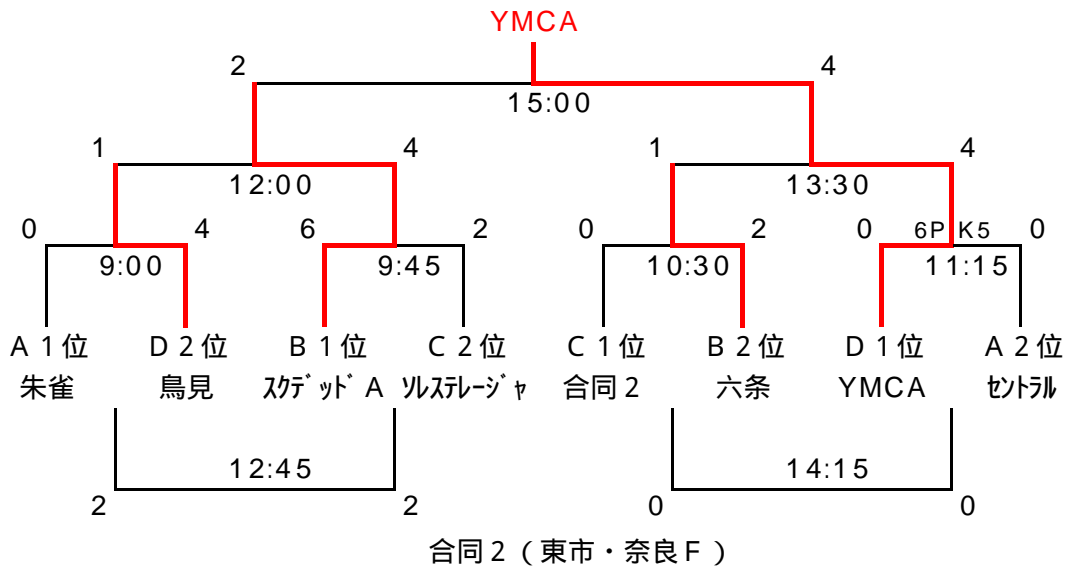 YMCA
2 4
15:00
1 4 1 4
12:00 13:30
0 4 6 2 0 2 0 6PK5 0
9:00 9:45 10:30 11:15
A1位 D2位 B1位 C2位 C1位 B2位 D1位 A2位
朱雀 鳥見 ｽｸﾃﾞｯﾄﾞA ｿﾚｽﾃﾚｰｼﾞｬ 合同2 六条 YMCA ｾﾝﾄﾗﾙ
12:45 14:15
2 2 0 0
合同2（東市・奈良F）